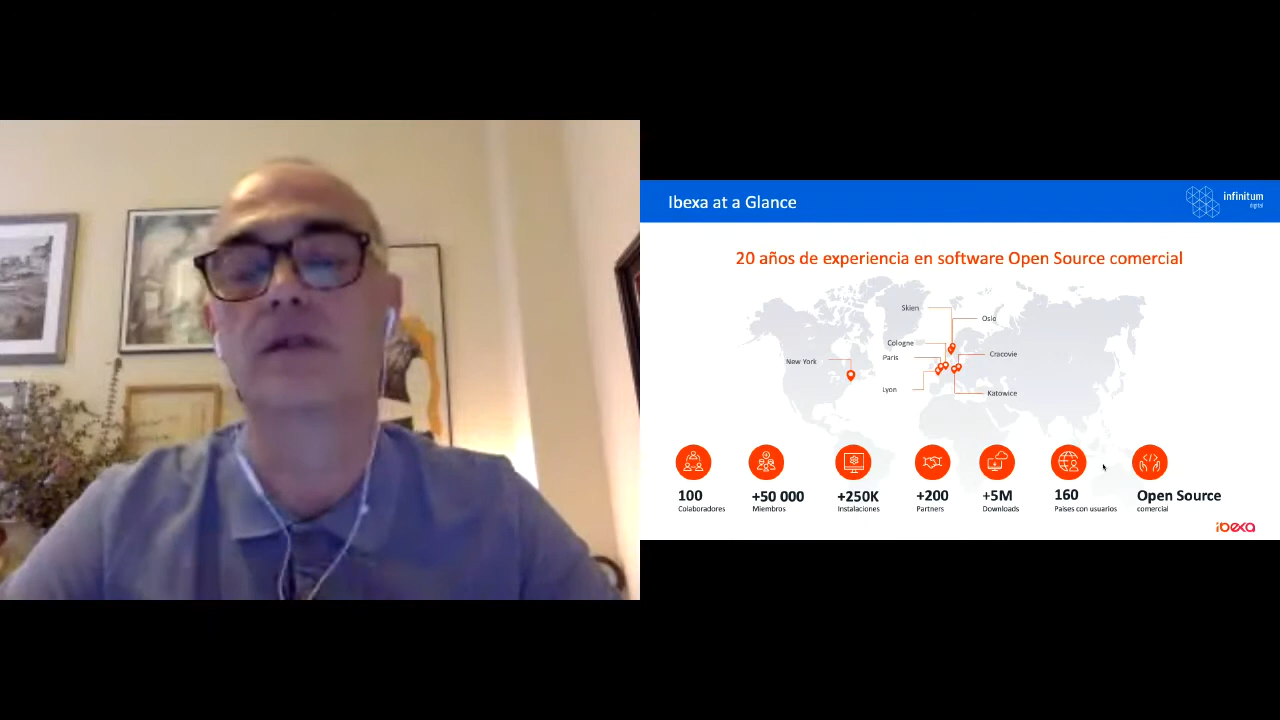 Ibexa at a Glance
infinitum
digital
20 años de experiencia en software Open Source comercial
Skien
Oslo
Cologne
Cracovie
Paris
New York
Lyon
Katowice
100
Colaboradores
+50 000
Miembros
+250K
Instalaciones
+200
Partners
+5M
Downloads
160
Países con usuarios
Open Source
comercial
ibexa